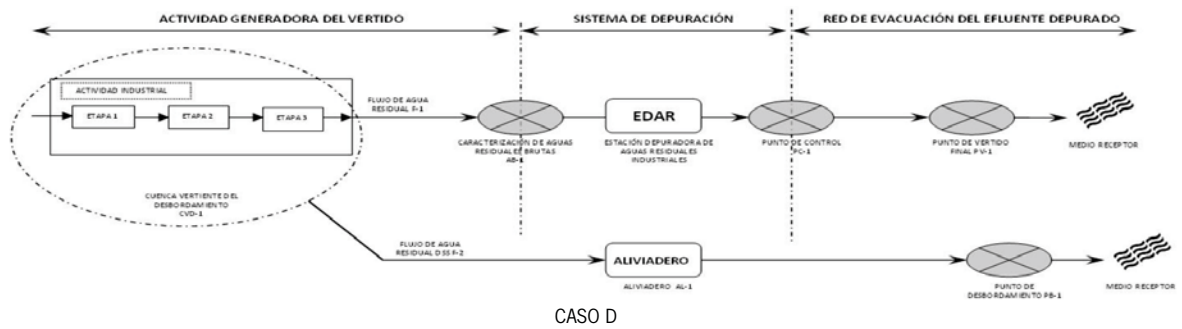 ACTIVIDAD GENERADORA DEL VERTIDO
SISTEMA DE DEPURACIÓN
RED DE EVACUACIÓN DEL EFLUENTE DEPURADO
ACTIVIDAD INDUSTRIAL
ETAPA 1
ETAPA 2
ETAPA 3
FLUJO DE AGUA
RESIDUAL F-1
CARACTERIZACIÓN DE AGUAS
RESIDUALES BRUTAS
AB-1
EDAR
ESTACIÓN DEPURADORA DE
AGUAS RESIDUALES
INDUSTRIALES
PUNTO DE CONTROL
PC-1
PUNTO DE VERTIDO
FINAL PV-1
MEDIO RECEPTOR
CUENCA VERTIENTE DEL
DESBORDAMIENTO
CVD-1
FLUJO DE AGUA
RESIDUAL DSS F-2
ALIVIADERO
ALIVIADERO AL-1
PUNTO DE
DESBORDAMIENTO PB-1
MEDIO RECEPTOR
CASO D